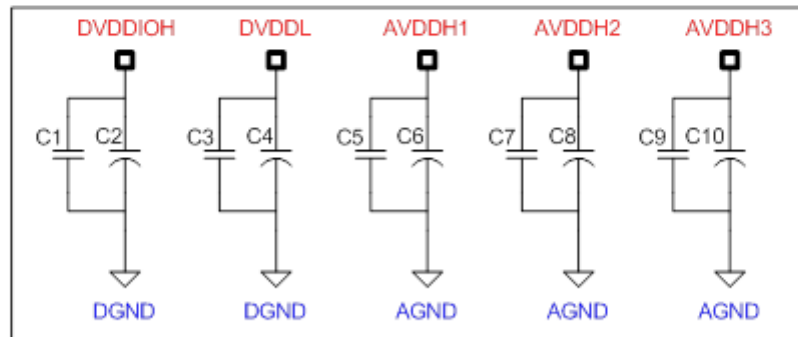 DVDDIOH DVDDL AVDDH1 AVDDH2 AVDDH3
C1 C2 C3 C4 C5 C6 C7 C8 C9 C10
DGND DGND AGND AGND AGND